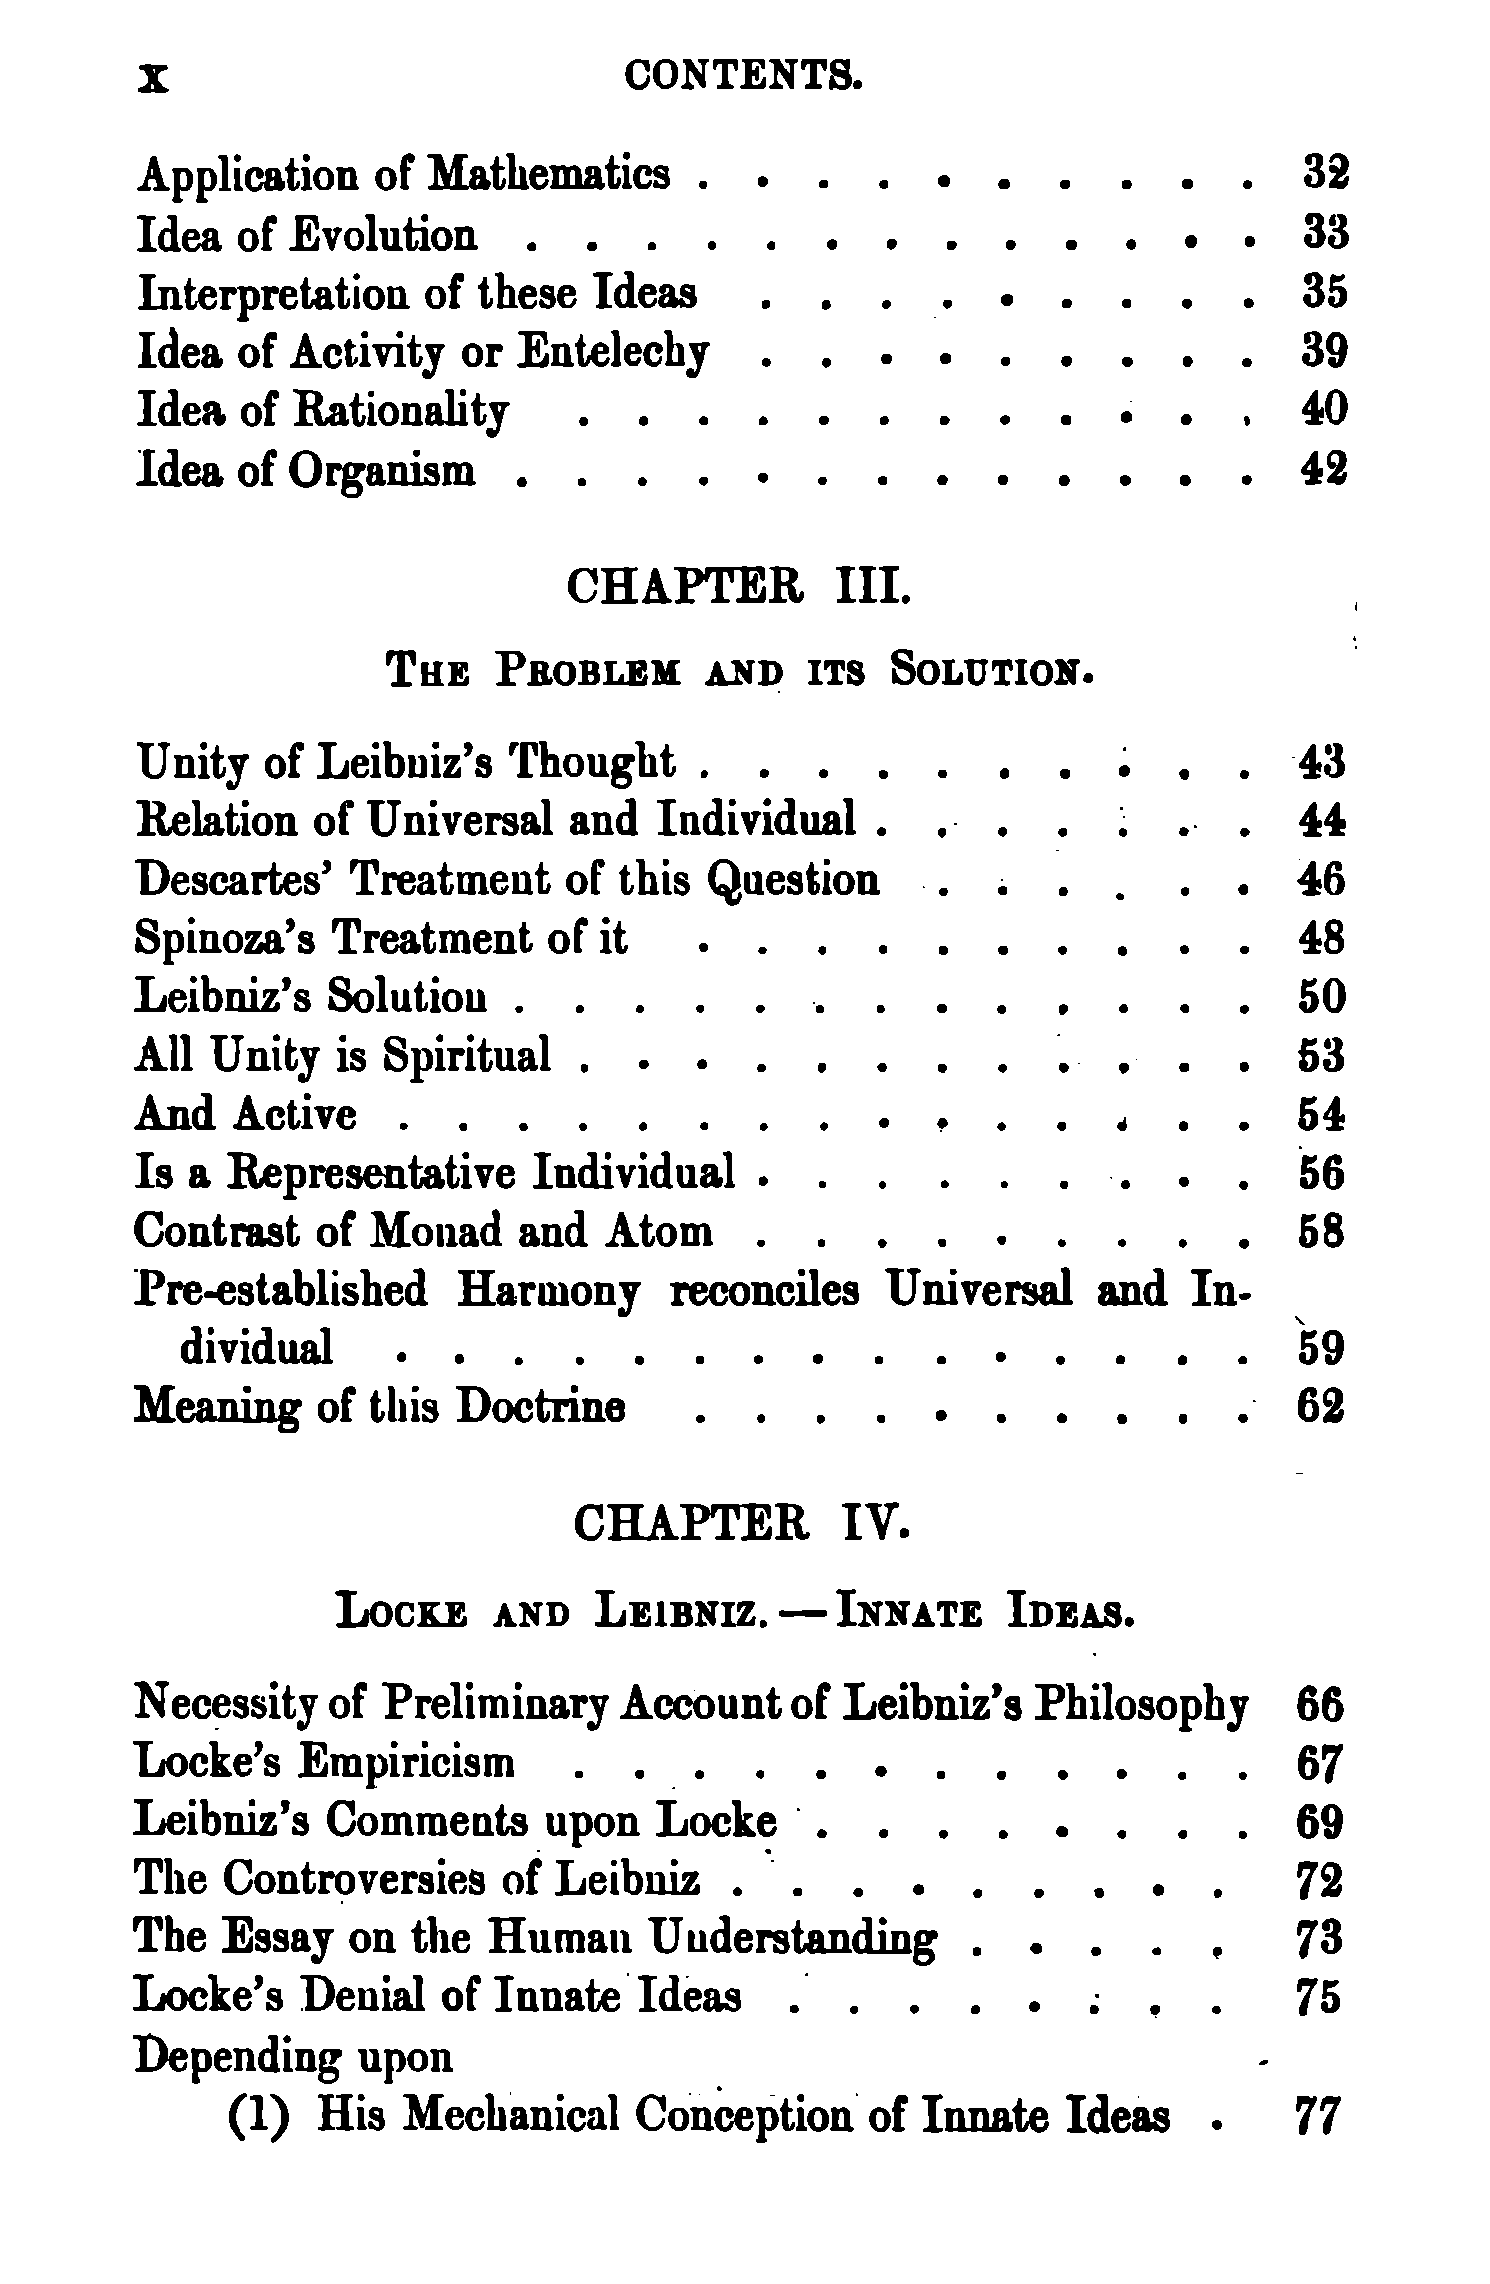 x CONTENTS.
Application of Mathematics . . . . . . . . . . 32
Idea of Evolution . . . . . . . . . . . . . 33
Interpretation of these Ideas . . . . . . . . . 35
Idea of Activity or Entelechy . . . . . . . . . 39
Idea of Rationality . . . . . . . . . . . . 40
Idea of Organism . . . . . . . . . . . . . 42
CHAPTER III.
The Problem and its Solution.
Unity of Leibniz's Thought . . . . . . . . . . 43
Relation of Universal and Individual . . . . . . . 44
Descartes' Treatment of this Question . . . . . . 46
Spinoza's Treatment of it . . . . . . . . . . 48
Leibniz's Solution . . . . . . . . . . . . . 50
All Unity is Spiritual . . . . . . . . . . . . 53
And Active . . . . . . . . . . . . . . . 54
Is a Representative Individual . . . . . . . . . 56
Contrast of Monad and Atom . . . . . . . . . 58
Pre-established Harmony reconciles Universal and In-
dividual . . . . . . . . . . . . . . . 59
Meaning of this Doctrine . . . . . . . . . . 62
CHAPTER IV.
Locke and Leibniz. — Innate Ideas.
Necessity of Preliminary Account of Leibniz's Philosophy 66
Locke's Empiricism . . . . . . . . . . . . 67
Leibniz's Comments upon Locke . . . . . . . . 69
The Controversies of Leibniz . . . . . . . . . 72
The Essay on the Human Understanding . . . . . 73
Locke's Denial of Innate Ideas . . . . . . . . 75
Depending upon
(1) His Mechanical Conception of Innate Ideas . 77